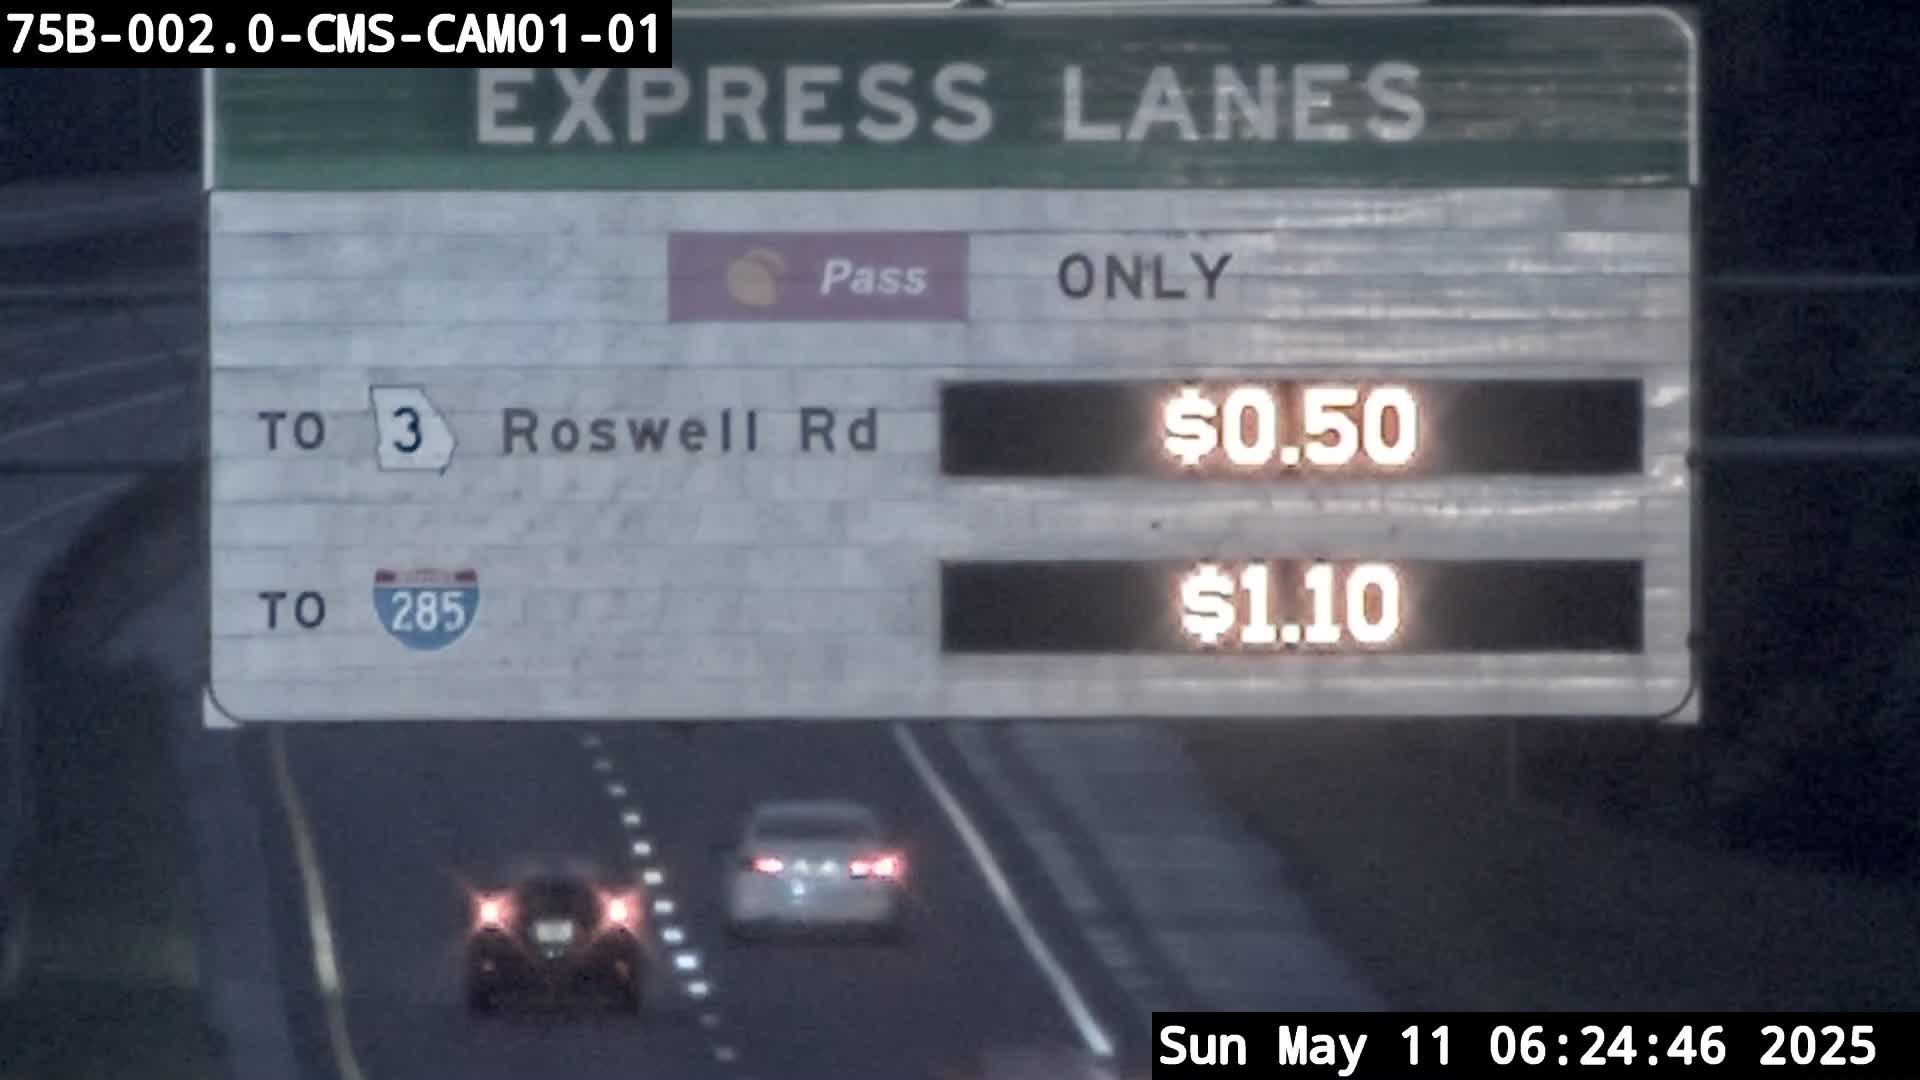 75B-002.0-CMS-CAM01-01
EXPRESS LANES
Pass ONLY
TO 3 Roswell Rd $0.50
TO 285 $1.10
Sun May 11 06:24:46 2025